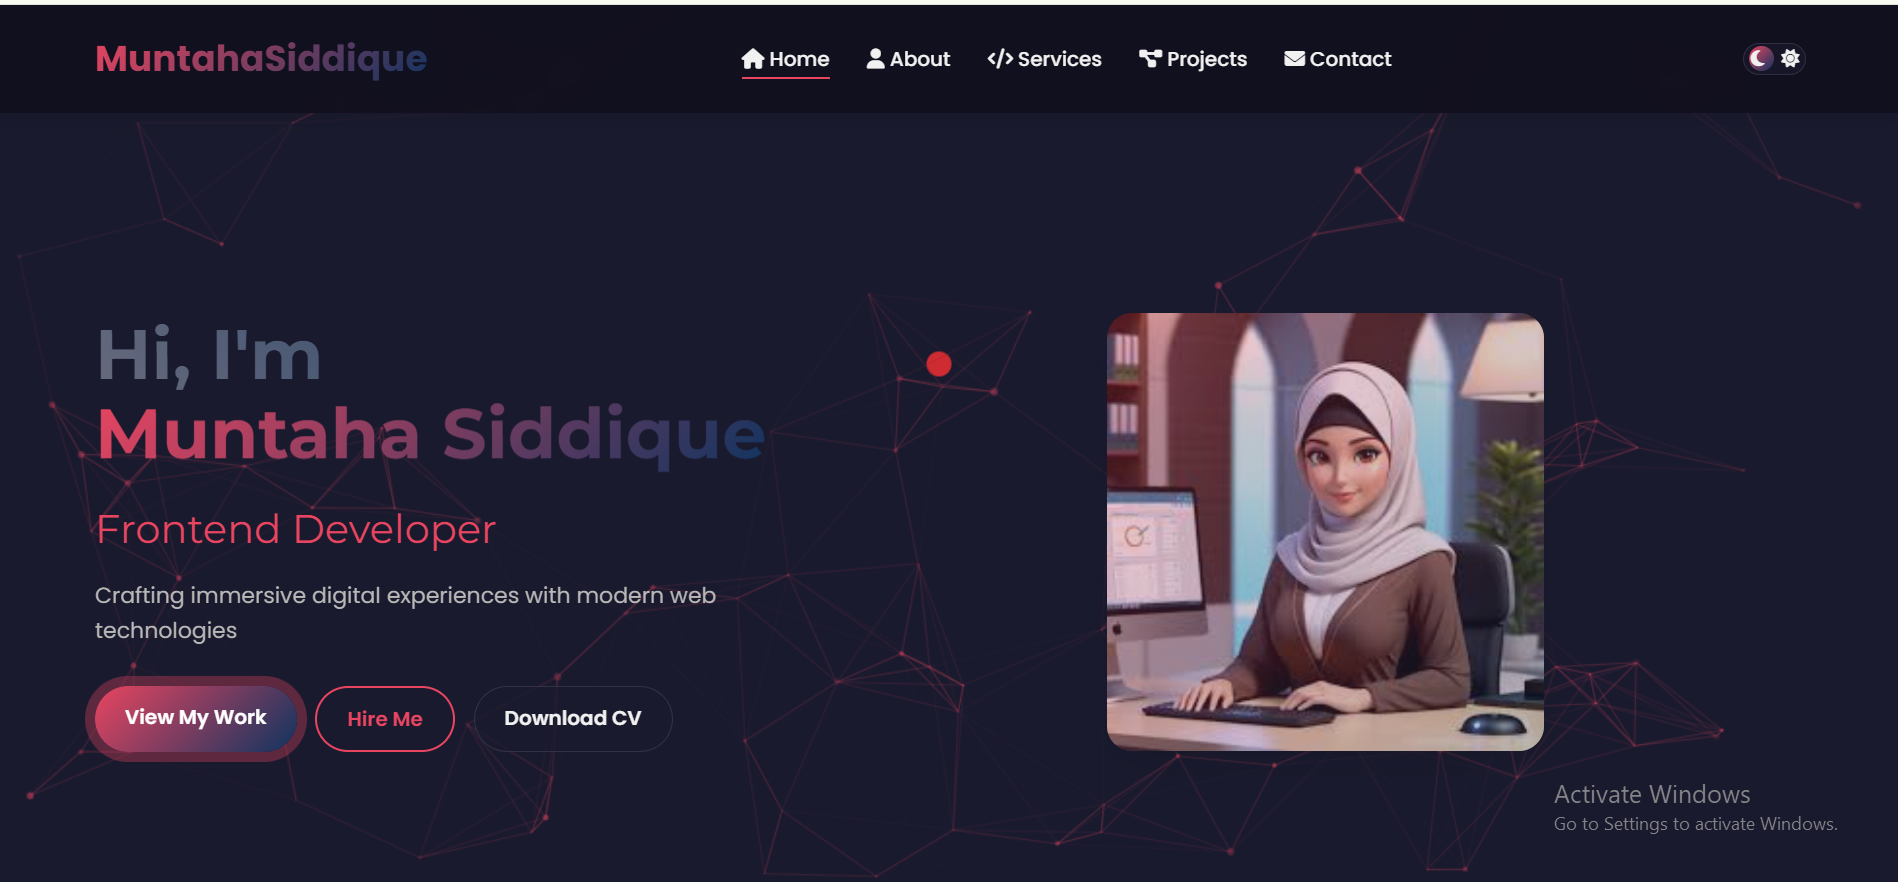 MuntahaSiddique
Home About Services Projects Contact
Hi, I'm
Muntaha Siddique
Frontend Developer
Crafting immersive digital experiences with modern web
technologies
View My Work Hire Me Download CV
Activate Windows
Go to Settings to activate Windows.